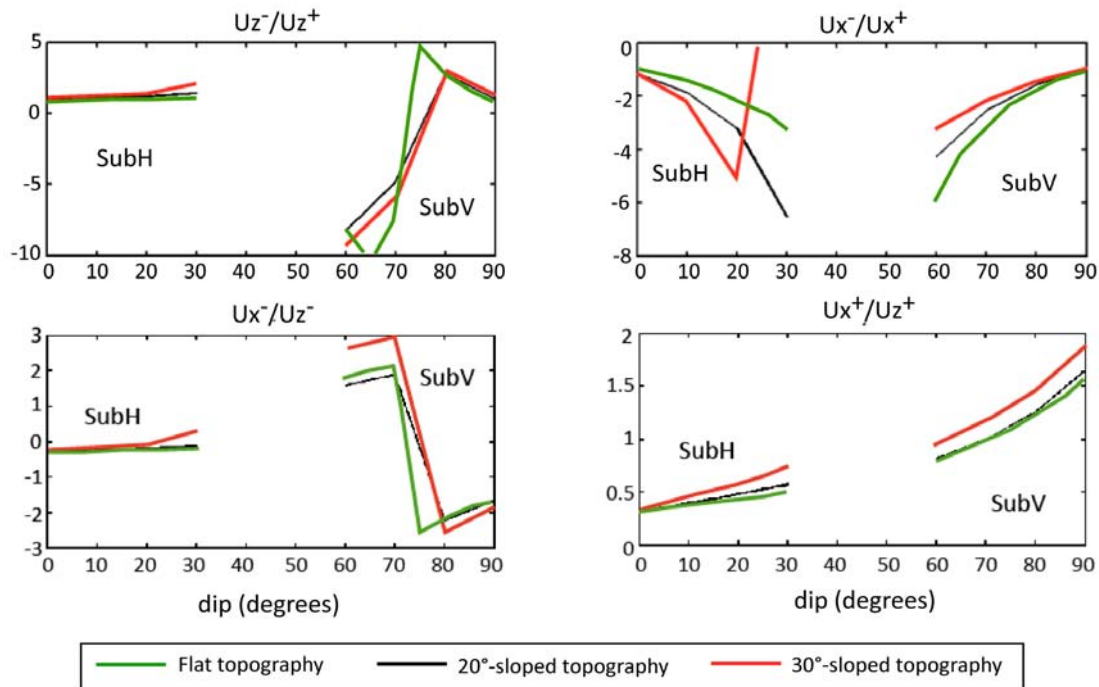 Uz⁻/Uz⁺
5
0
-5
-10
SubH
SubV
0 10 20 30 40 50 60 70 80 90
Ux⁻/Ux⁺
0
-2
-4
-6
-8
SubH
SubV
0 10 20 30 40 50 60 70 80 90
Ux⁻/Uz⁻
3
2
1
0
-1
-2
-3
SubH
SubV
0 10 20 30 40 50 60 70 80 90
dip (degrees)
Ux⁺/Uz⁺
2
1.5
1
0.5
0
SubH
SubV
0 10 20 30 40 50 60 70 80 90
dip (degrees)
Flat topography 20°-sloped topography 30°-sloped topography